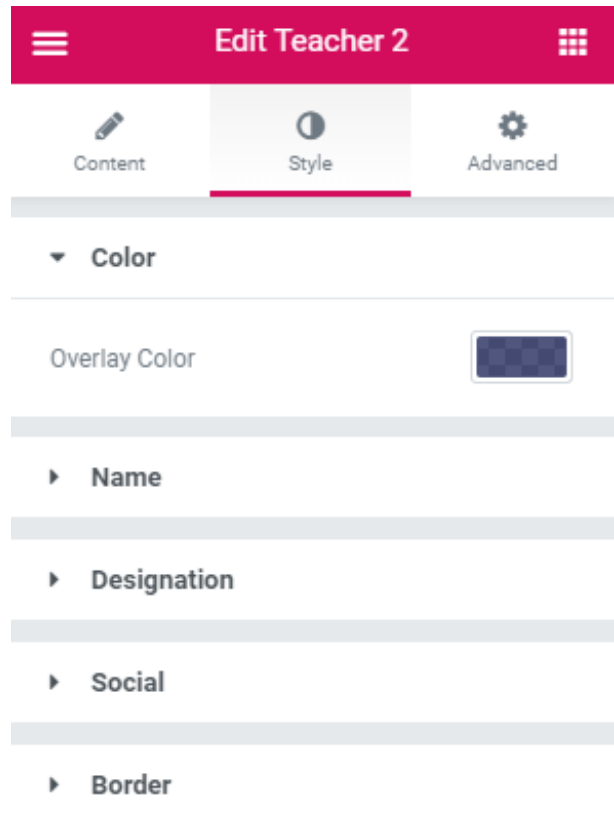 Edit Teacher 2
Content Style Advanced
Color
Overlay Color
Name
Designation
Social
Border